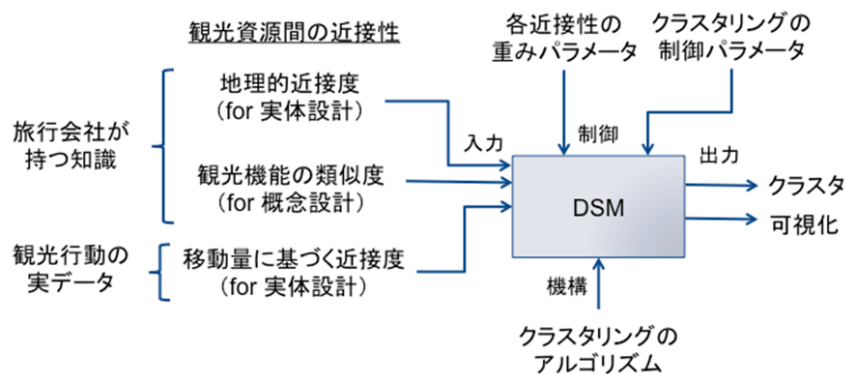 観光資源間の近接性
各近接性の
重みパラメータ
クラスタリングの
制御パラメータ
旅行会社が
持つ知識
地理的近接度
（for 実体設計）
観光機能の類似度
（for 概念設計）
観光行動の
実データ
移動量に基づく近接度
（for 実体設計）
入力
制御
出力
DSM
クラスタ
可視化
機構
クラスタリングの
アルゴリズム